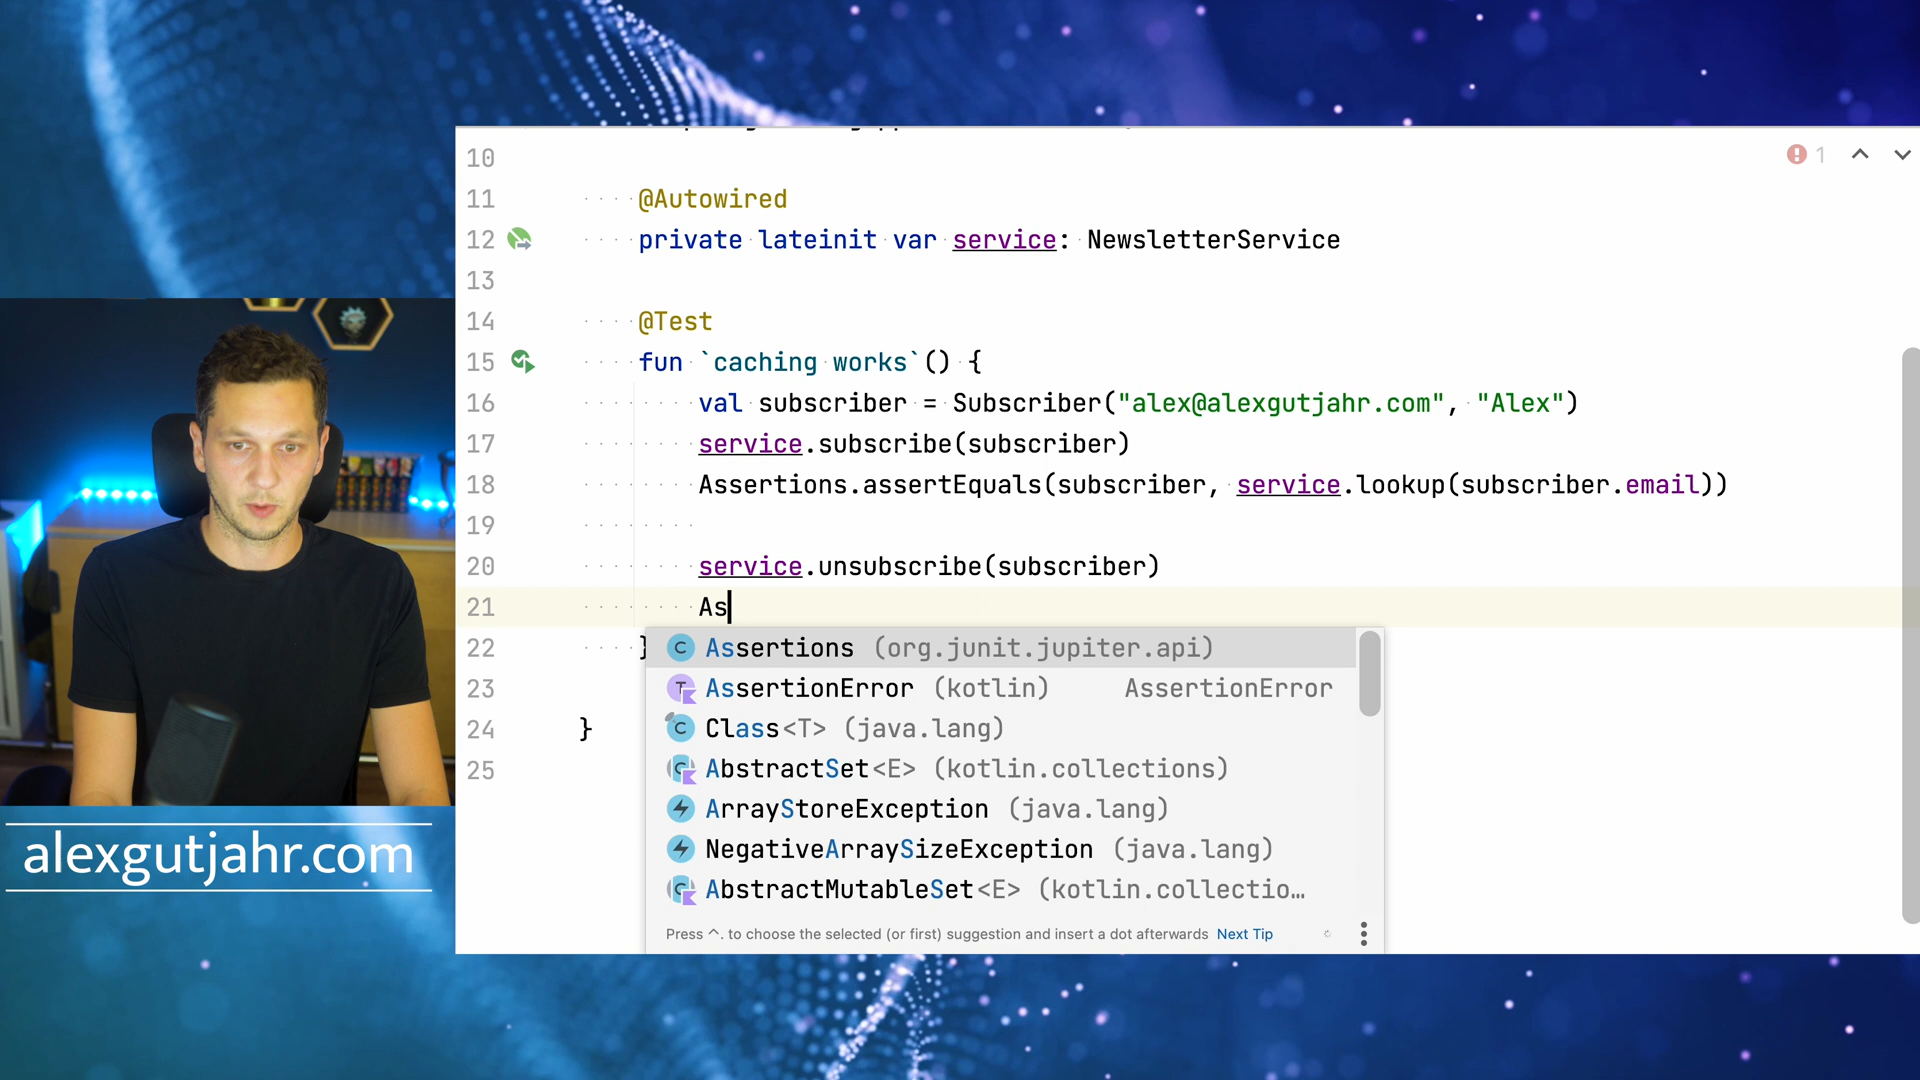 10
11 @Autowired
12 private lateinit var service: NewsletterService
13
14 @Test
15 fun `caching works`() {
16 val subscriber = Subscriber("alex@alexgutjahr.com", "Alex")
17 service.subscribe(subscriber)
18 Assertions.assertEquals(subscriber, service.lookup(subscriber.email))
19
20 service.unsubscribe(subscriber)
21 As
22 }
23
24 }
25
1
Assertions (org.junit.jupiter.api)
AssertionError (kotlin) AssertionError
Class<T> (java.lang)
AbstractSet<E> (kotlin.collections)
ArrayStoreException (java.lang)
NegativeArraySizeException (java.lang)
AbstractMutableSet<E> (kotlin.collectio…
Press ^. to choose the selected (or first) suggestion and insert a dot afterwards Next Tip
alexgutjahr.com